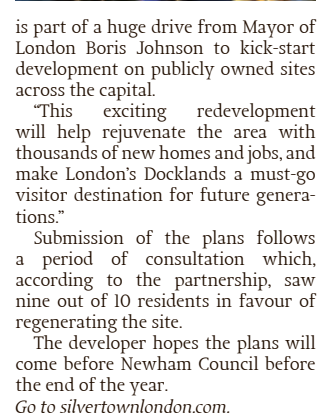 is part of a huge drive from Mayor of
London Boris Johnson to kick-start
development on publicly owned sites
across the capital.
“This exciting redevelopment
will help rejuvenate the area with
thousands of new homes and jobs, and
make London’s Docklands a must-go
visitor destination for future genera-
tions.”
Submission of the plans follows
a period of consultation which,
according to the partnership, saw
nine out of 10 residents in favour of
regenerating the site.
The developer hopes the plans will
come before Newham Council before
the end of the year.
Go to silvertownlondon.com.